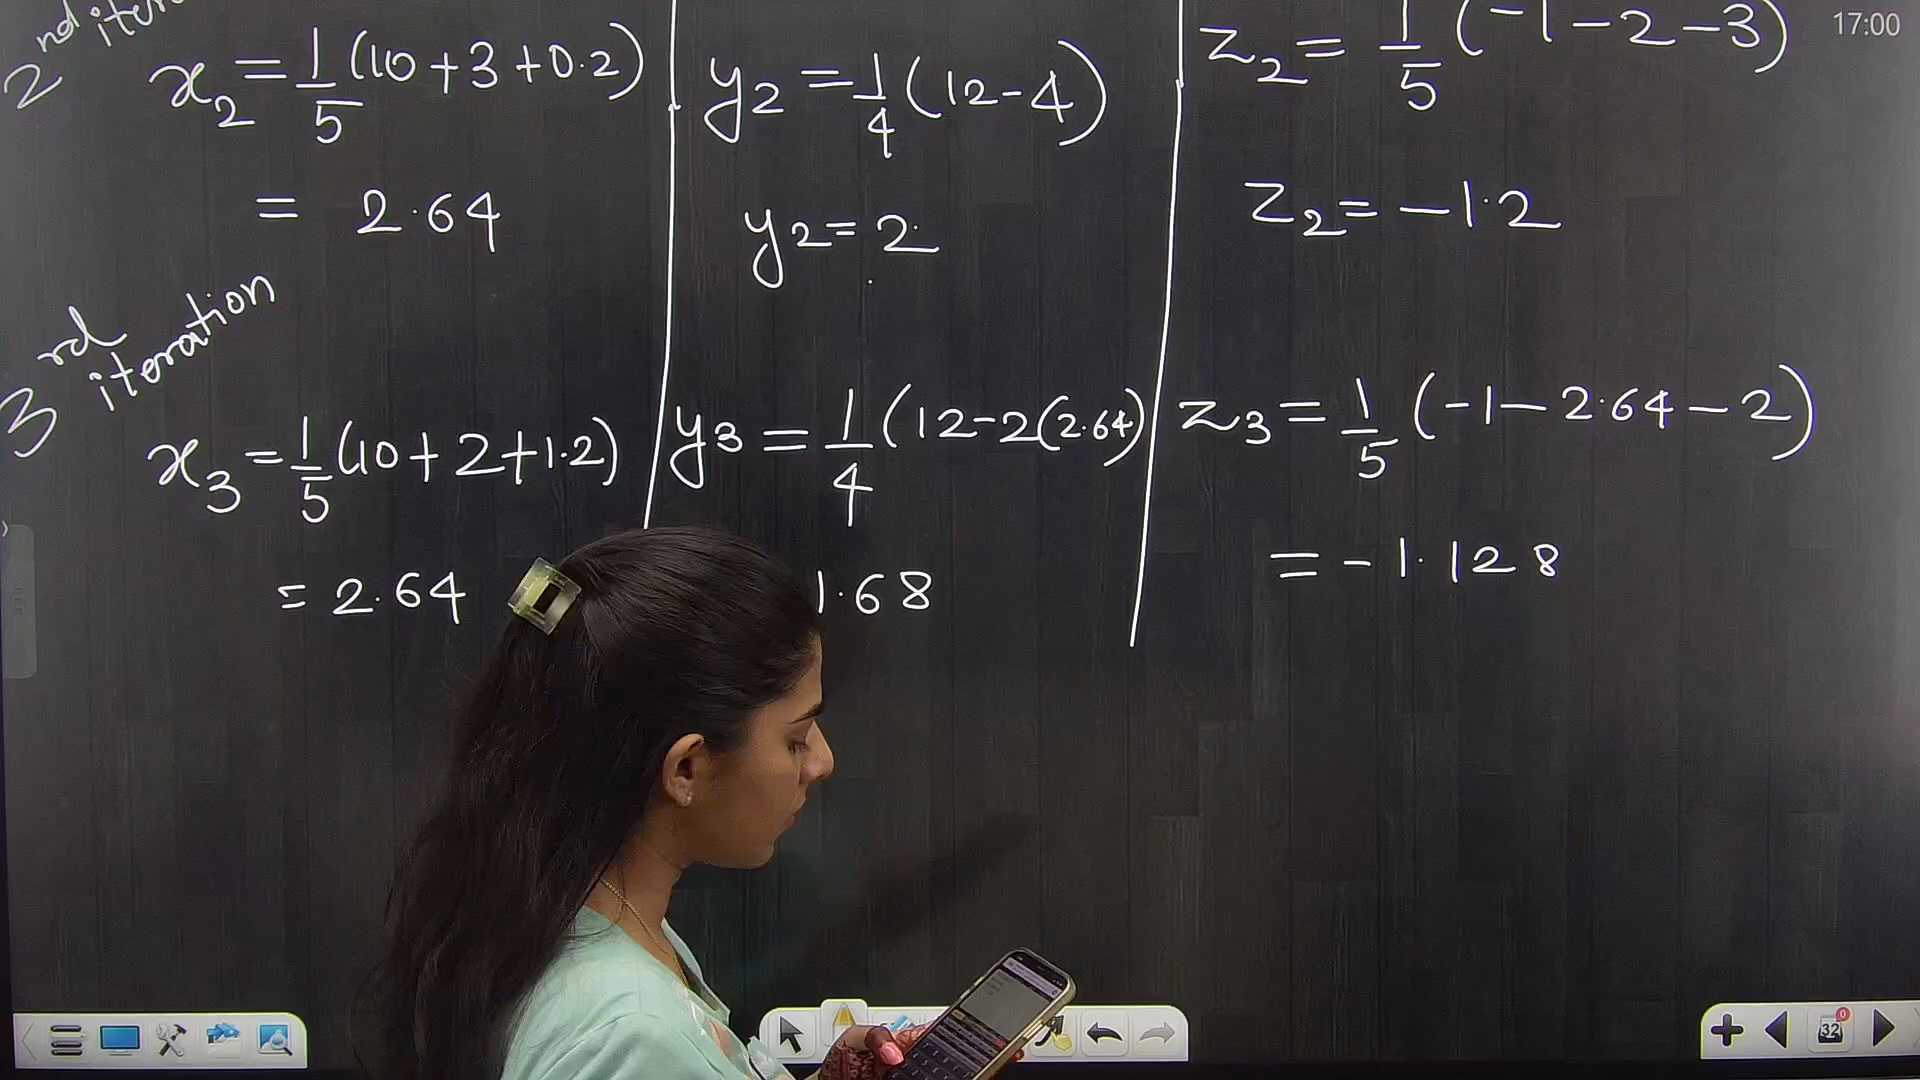 17:00
2nd iter
x₂ = 1/5 (10 + 3 + 0.2)
= 2.64
y₂ = 1/4 (12 - 4)
y₂ = 2.
z₂ = 1/5 (-1 - 2 - 3)
z₂ = -1.2
3rd iteration
x₃ = 1/5 (10 + 2 + 1.2)
= 2.64
y₃ = 1/4 (12 - 2(2.64)
1.68
z₃ = 1/5 (-1 - 2.64 - 2)
= -1.128
32
0